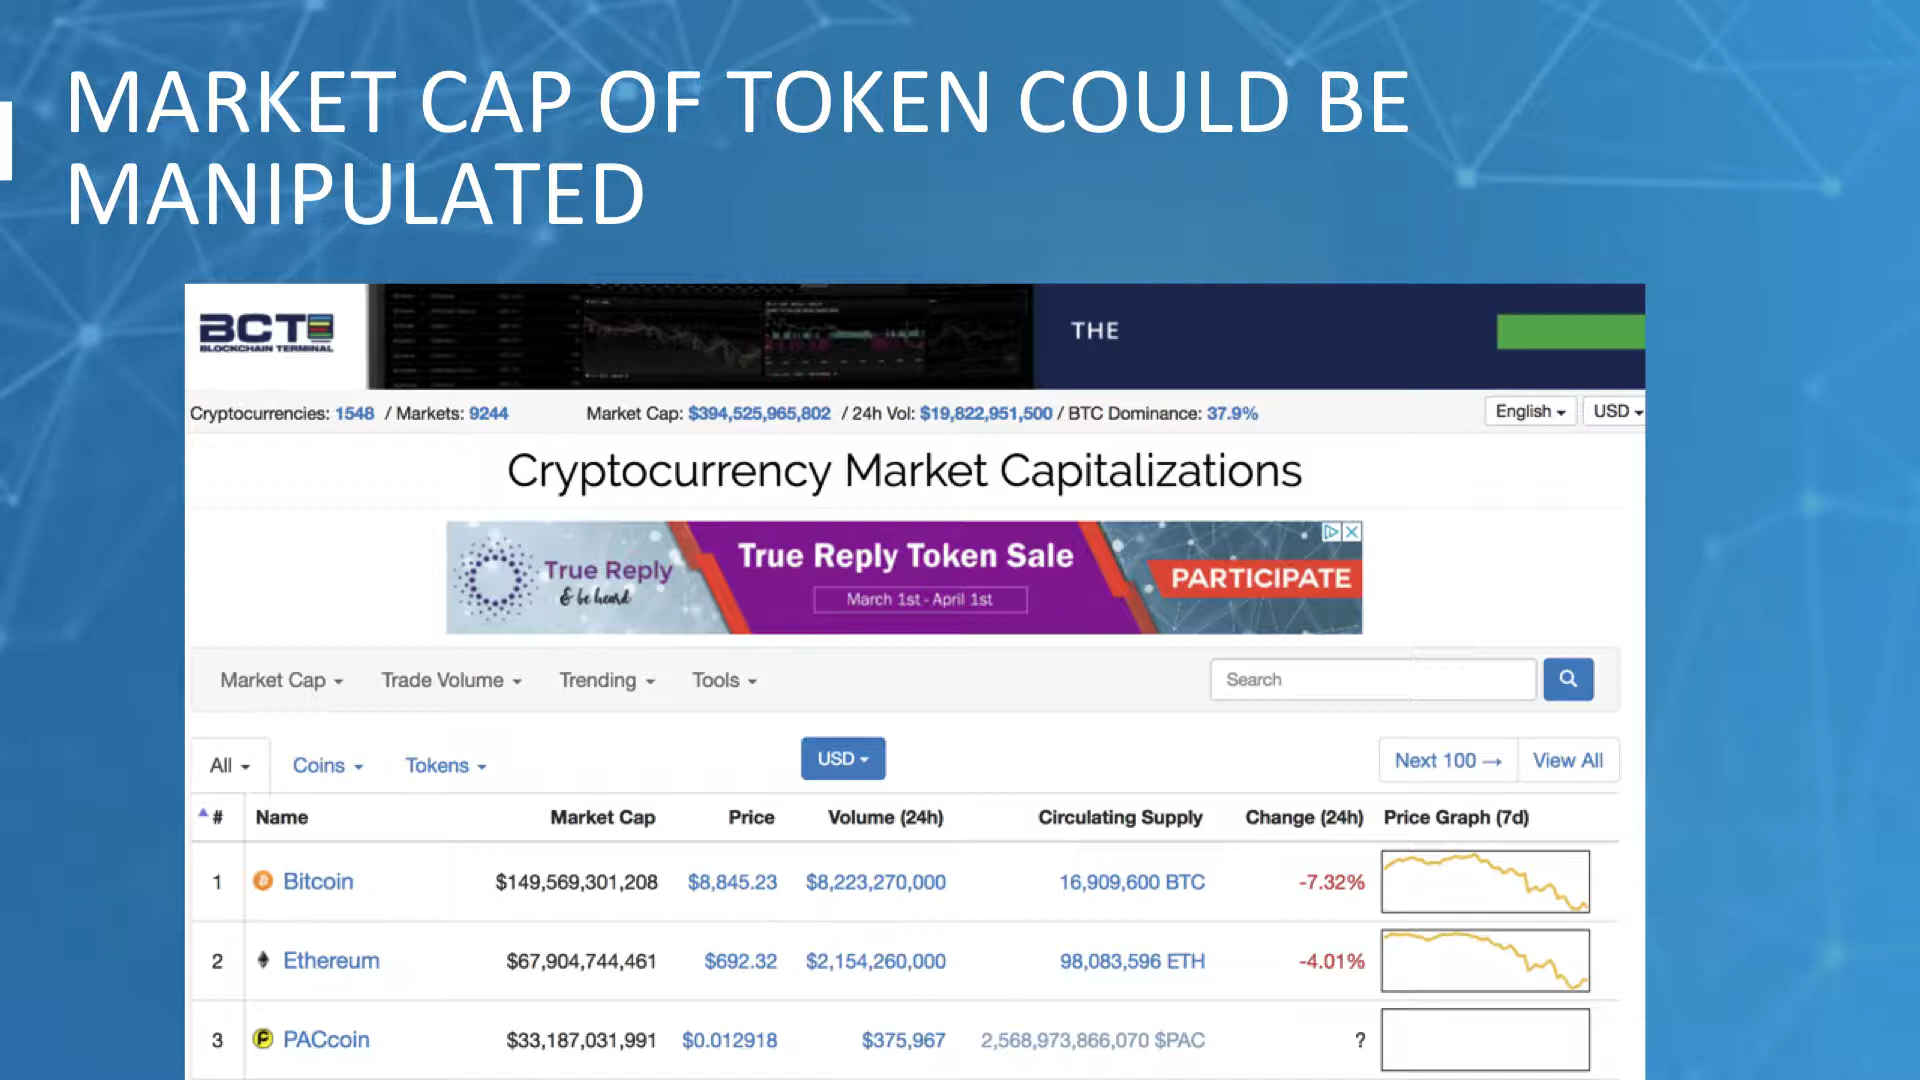 MARKET CAP OF TOKEN COULD BE
MANIPULATED
BCT
BLOCKCHAIN TERMINAL
THE
Cryptocurrencies: 1548 / Markets: 9244 Market Cap: $394,525,965,802 / 24h Vol: $19,822,951,500 / BTC Dominance: 37.9% English USD
Cryptocurrency Market Capitalizations
True Reply
& be heard
True Reply Token Sale
March 1st - April 1st
PARTICIPATE
Market Cap Trade Volume Trending Tools Search
All Coins Tokens USD Next 100 → View All
# Name Market Cap Price Volume (24h) Circulating Supply Change (24h) Price Graph (7d)
1 Bitcoin $149,569,301,208 $8,845.23 $8,223,270,000 16,909,600 BTC -7.32%
2 Ethereum $67,904,744,461 $692.32 $2,154,260,000 98,083,596 ETH -4.01%
3 PACcoin $33,187,031,991 $0.012918 $375,967 2,568,973,866,070 $PAC ?